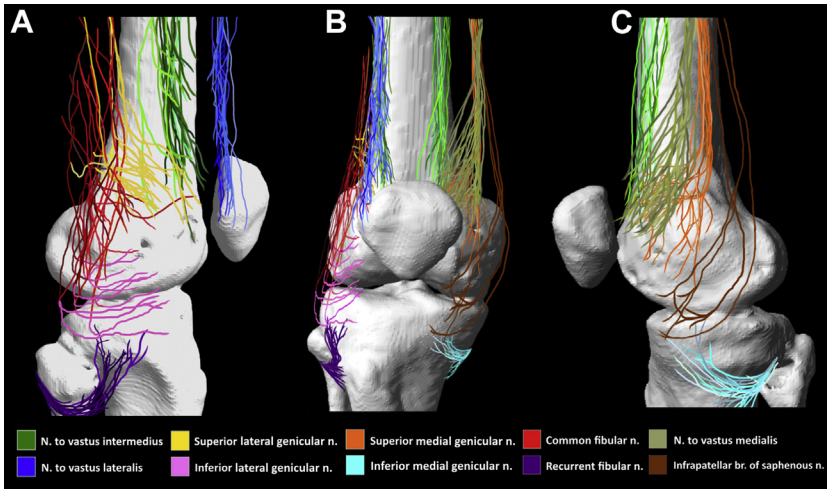 A B C
N. to vastus intermedius Superior lateral genicular n. Superior medial genicular n. Common fibular n. N. to vastus medialis
N. to vastus lateralis Inferior lateral genicular n. Inferior medial genicular n. Recurrent fibular n. Infrapatellar br. of saphenous n.